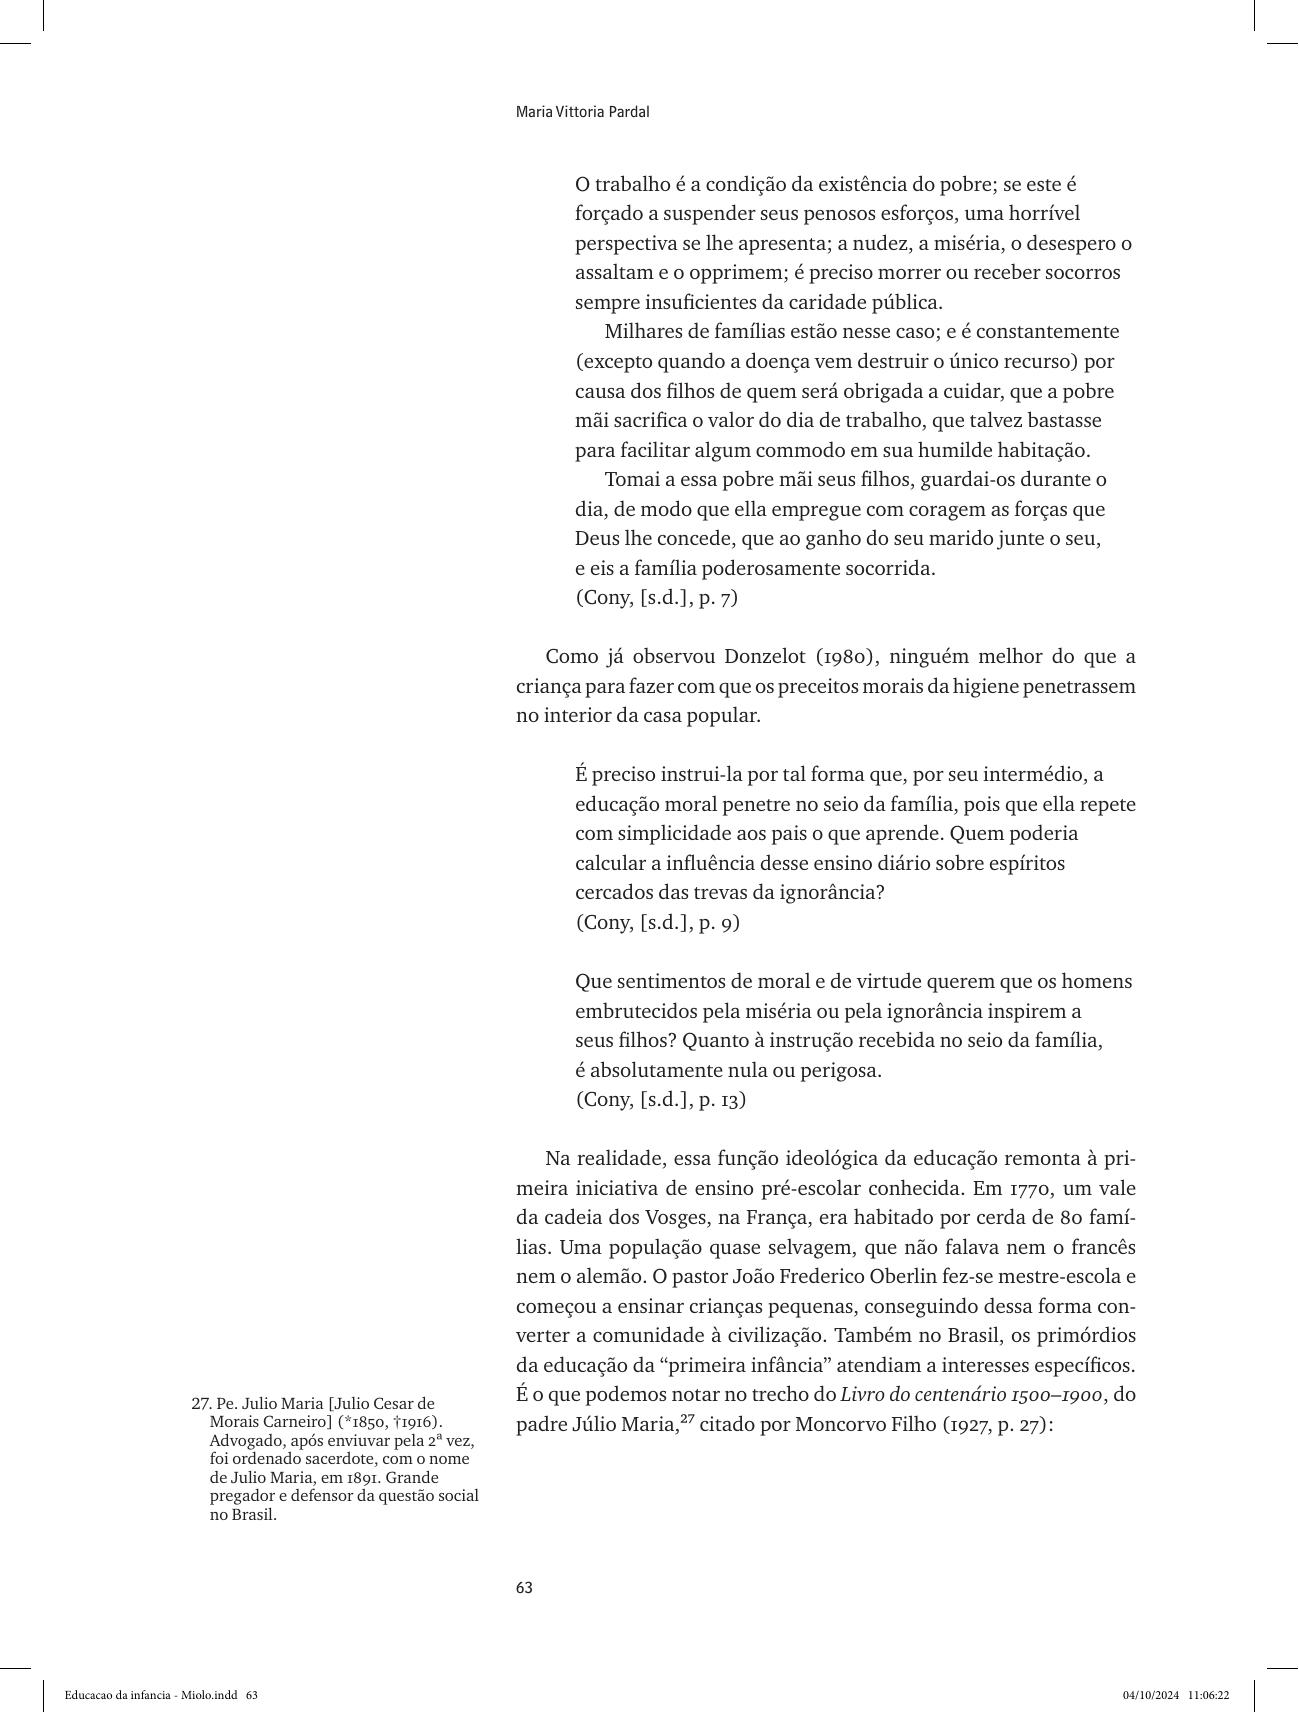 Maria Vittoria Pardal
O trabalho é a condição da existência do pobre; se este é
forçado a suspender seus penosos esforços, uma horrível
perspectiva se lhe apresenta; a nudez, a miséria, o desespero o
assaltam e o opprimem; é preciso morrer ou receber socorros
sempre insuficientes da caridade pública.
Milhares de famílias estão nesse caso; e é constantemente
(excepto quando a doença vem destruir o único recurso) por
causa dos filhos de quem será obrigada a cuidar, que a pobre
mãi sacrifica o valor do dia de trabalho, que talvez bastasse
para facilitar algum commodo em sua humilde habitação.
Tomai a essa pobre mãi seus filhos, guardai-os durante o
dia, de modo que ella empregue com coragem as forças que
Deus lhe concede, que ao ganho do seu marido junte o seu,
e eis a família poderosamente socorrida.
(Cony, [s.d.], p. 7)
Como já observou Donzelot (1980), ninguém melhor do que a
criança para fazer com que os preceitos morais da higiene penetrassem
no interior da casa popular.
É preciso instrui-la por tal forma que, por seu intermédio, a
educação moral penetre no seio da família, pois que ella repete
com simplicidade aos pais o que aprende. Quem poderia
calcular a influência desse ensino diário sobre espíritos
cercados das trevas da ignorância?
(Cony, [s.d.], p. 9)
Que sentimentos de moral e de virtude querem que os homens
embrutecidos pela miséria ou pela ignorância inspirem a
seus filhos? Quanto à instrução recebida no seio da família,
é absolutamente nula ou perigosa.
(Cony, [s.d.], p. 13)
Na realidade, essa função ideológica da educação remonta à pri-
meira iniciativa de ensino pré-escolar conhecida. Em 1770, um vale
da cadeia dos Vosges, na França, era habitado por cerda de 80 famí-
lias. Uma população quase selvagem, que não falava nem o francês
nem o alemão. O pastor João Frederico Oberlin fez-se mestre-escola e
começou a ensinar crianças pequenas, conseguindo dessa forma con-
verter a comunidade à civilização. Também no Brasil, os primórdios
da educação da “primeira infância” atendiam a interesses específicos.
É o que podemos notar no trecho do Livro do centenário 1500–1900, do
padre Júlio Maria,²⁷ citado por Moncorvo Filho (1927, p. 27):
27. Pe. Julio Maria [Julio Cesar de
Morais Carneiro] (*1850, †1916).
Advogado, após enviuvar pela 2ª vez,
foi ordenado sacerdote, com o nome
de Julio Maria, em 1891. Grande
pregador e defensor da questão social
no Brasil.
63
Educacao da infancia - Miolo.indd 63
04/10/2024 11:06:22